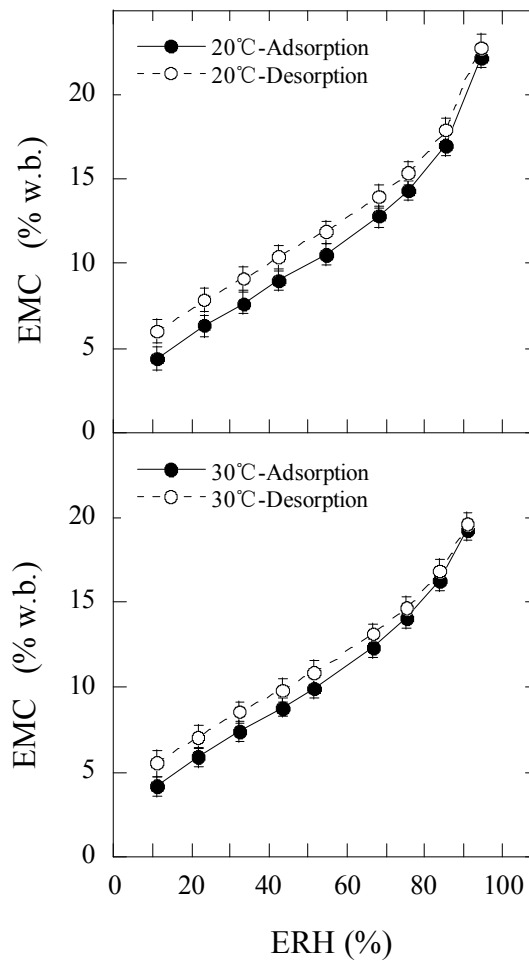 20
15
10
5
0
EMC (% w.b.)
20℃-Adsorption
20℃-Desorption
20
15
10
5
0
EMC (% w.b.)
30℃-Adsorption
30℃-Desorption
0 20 40 60 80 100
ERH (%)